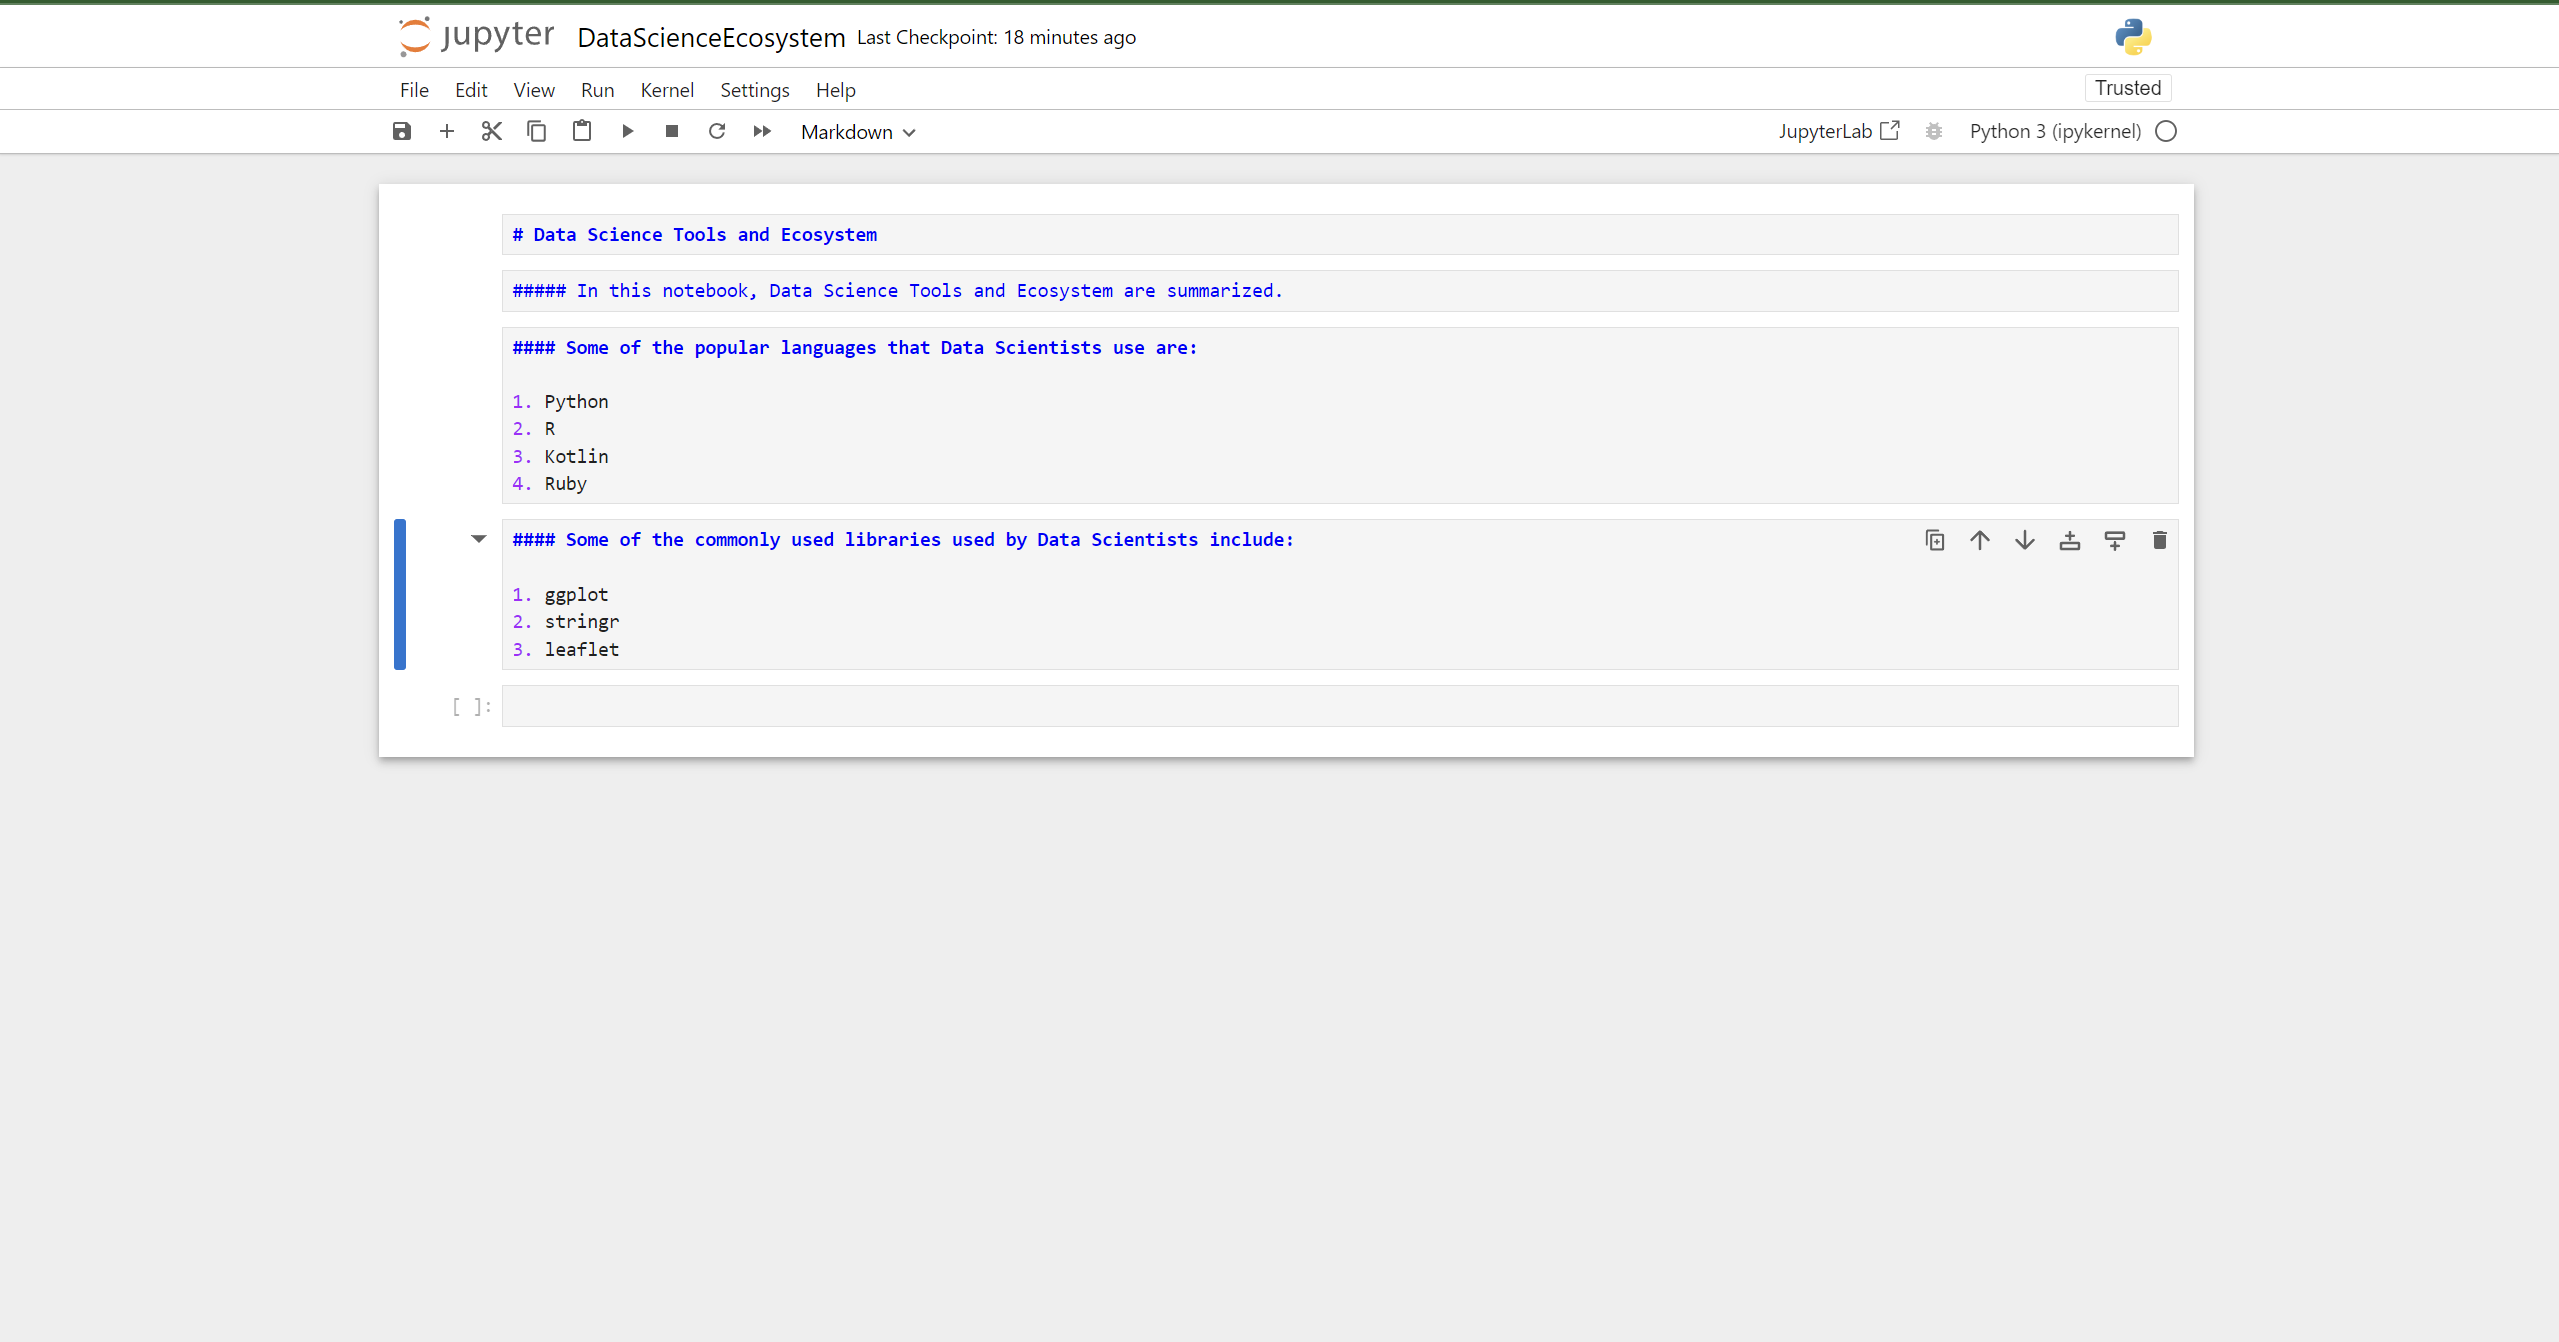 jupyter DataScienceEcosystem Last Checkpoint: 18 minutes ago
File Edit View Run Kernel Settings Help Trusted
Markdown JupyterLab Python 3 (ipykernel)
# Data Science Tools and Ecosystem
##### In this notebook, Data Science Tools and Ecosystem are summarized.
#### Some of the popular languages that Data Scientists use are:
1. Python
2. R
3. Kotlin
4. Ruby
#### Some of the commonly used libraries used by Data Scientists include:
1. ggplot
2. stringr
3. leaflet
[ ]: